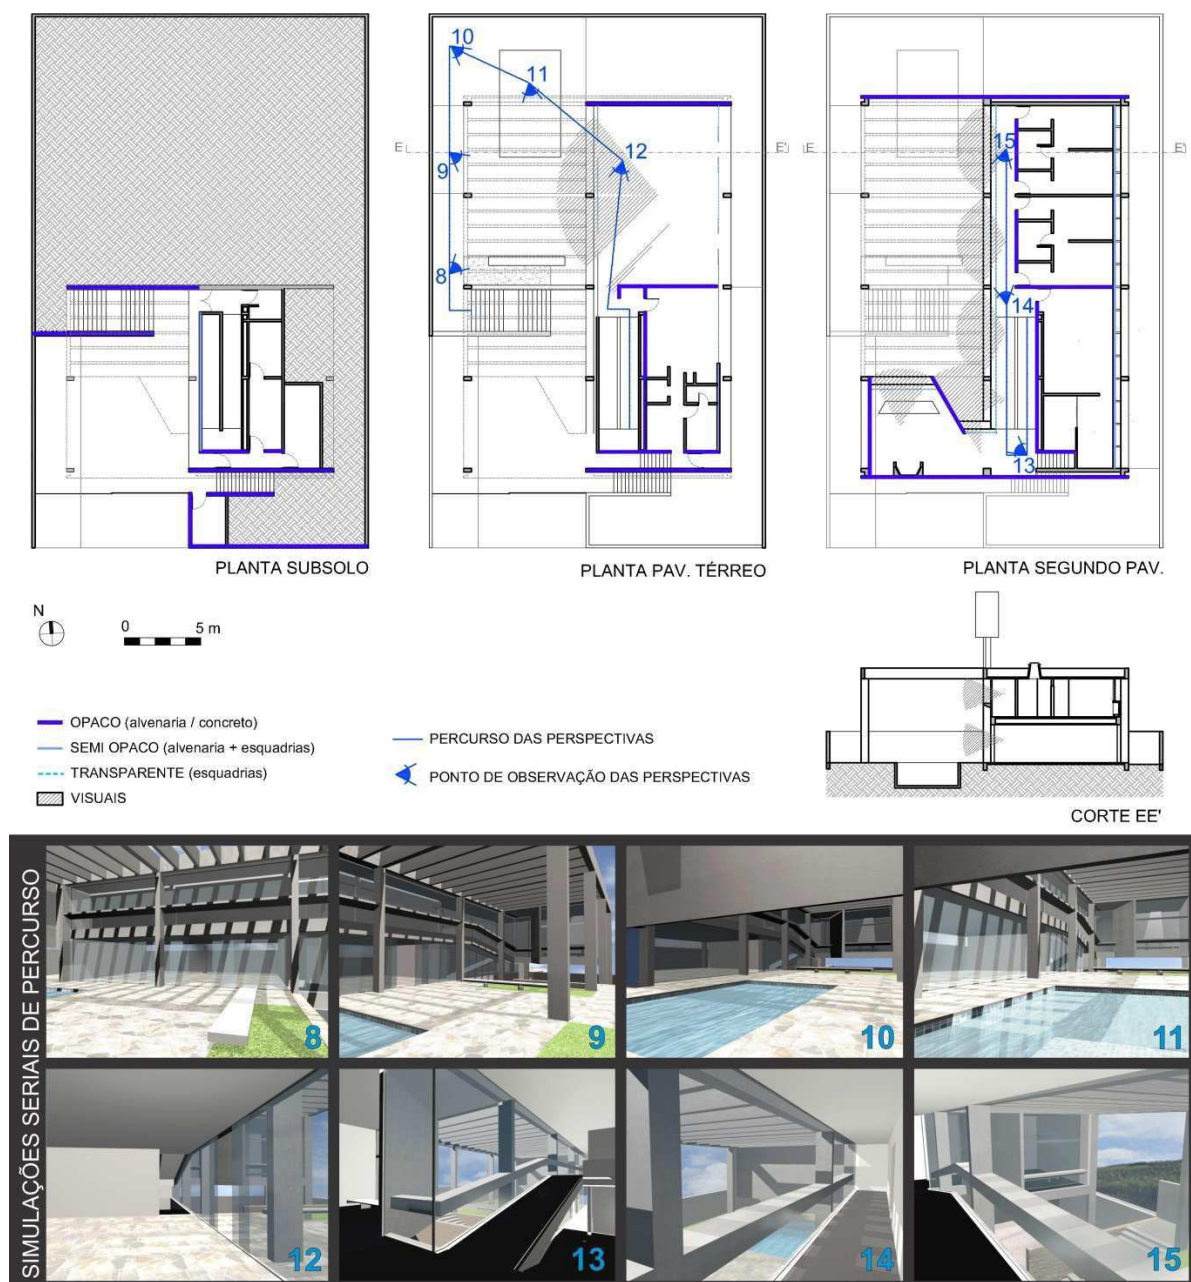 10
11
12
9
8
E
E'
15
14
13
E
E'
PLANTA SUBSOLO
PLANTA PAV. TÉRREO
PLANTA SEGUNDO PAV.
N
0 5 m
OPACO (alvenaria / concreto)
SEMI OPACO (alvenaria + esquadrias)
TRANSPARENTE (esquadrias)
VISUAIS
PERCURSO DAS PERSPECTIVAS
PONTO DE OBSERVAÇÃO DAS PERSPECTIVAS
CORTE EE'
SIMULAÇÕES SERIAIS DE PERCURSO
8
9
10
11
12
13
14
15